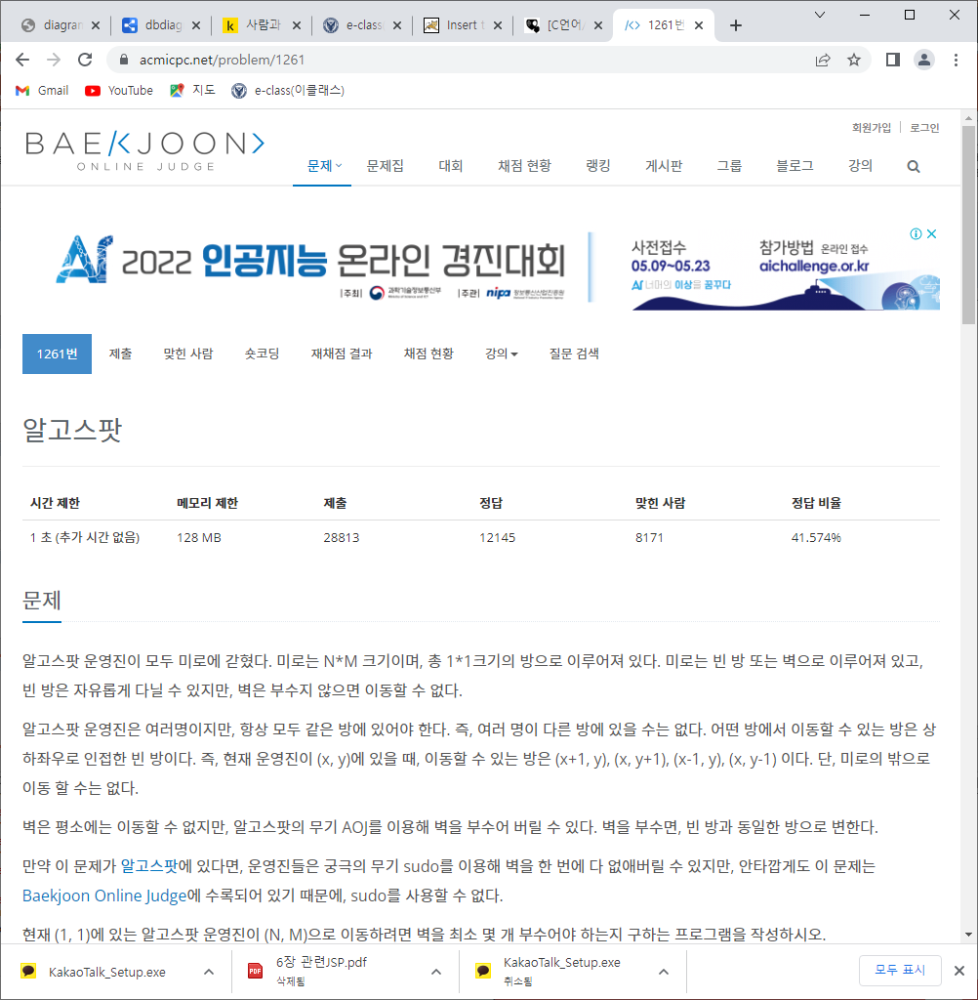 diagran
dbdiag
사람과
e-class
Insert t
[C언어
1261번
acmicpc.net/problem/1261
Gmail
YouTube
지도
e-class(이클래스)
회원가입
로그인
BAEKJOON
ONLINE JUDGE
문제
문제집
대회
채점 현황
랭킹
게시판
그룹
블로그
강의
AI 2022 인공지능 온라인 경진대회
|주최| 과학기술정보통신부 |주관| nipa 정보통신산업진흥원
사전접수
05.09~05.23
AI 너머의 이상을 꿈꾸다
참가방법 온라인 접수
aichallenge.or.kr
1261번
제출
맞힌 사람
숏코딩
재채점 결과
채점 현황
강의
질문 검색
알고스팟
시간 제한 메모리 제한 제출 정답 맞힌 사람 정답 비율
1 초 (추가 시간 없음) 128 MB 28813 12145 8171 41.574%
문제
알고스팟 운영진이 모두 미로에 갇혔다. 미로는 N*M 크기이며, 총 1*1크기의 방으로 이루어져 있다. 미로는 빈 방 또는 벽으로 이루어져 있고,
빈 방은 자유롭게 다닐 수 있지만, 벽은 부수지 않으면 이동할 수 없다.
알고스팟 운영진은 여러명이지만, 항상 모두 같은 방에 있어야 한다. 즉, 여러 명이 다른 방에 있을 수는 없다. 어떤 방에서 이동할 수 있는 방은 상
하좌우로 인접한 빈 방이다. 즉, 현재 운영진이 (x, y)에 있을 때, 이동할 수 있는 방은 (x+1, y), (x, y+1), (x-1, y), (x, y-1) 이다. 단, 미로의 밖으로
이동 할 수는 없다.
벽은 평소에는 이동할 수 없지만, 알고스팟의 무기 AOJ를 이용해 벽을 부수어 버릴 수 있다. 벽을 부수면, 빈 방과 동일한 방으로 변한다.
만약 이 문제가 알고스팟에 있다면, 운영진들은 궁극의 무기 sudo를 이용해 벽을 한 번에 다 없애버릴 수 있지만, 안타깝게도 이 문제는
Baekjoon Online Judge에 수록되어 있기 때문에, sudo를 사용할 수 없다.
현재 (1, 1)에 있는 알고스팟 운영진이 (N, M)으로 이동하려면 벽을 최소 몇 개 부수어야 하는지 구하는 프로그램을 작성하시오.
KakaoTalk_Setup.exe
PDF
6장 관련JSP.pdf
삭제됨
KakaoTalk_Setup.exe
취소됨
모두 표시